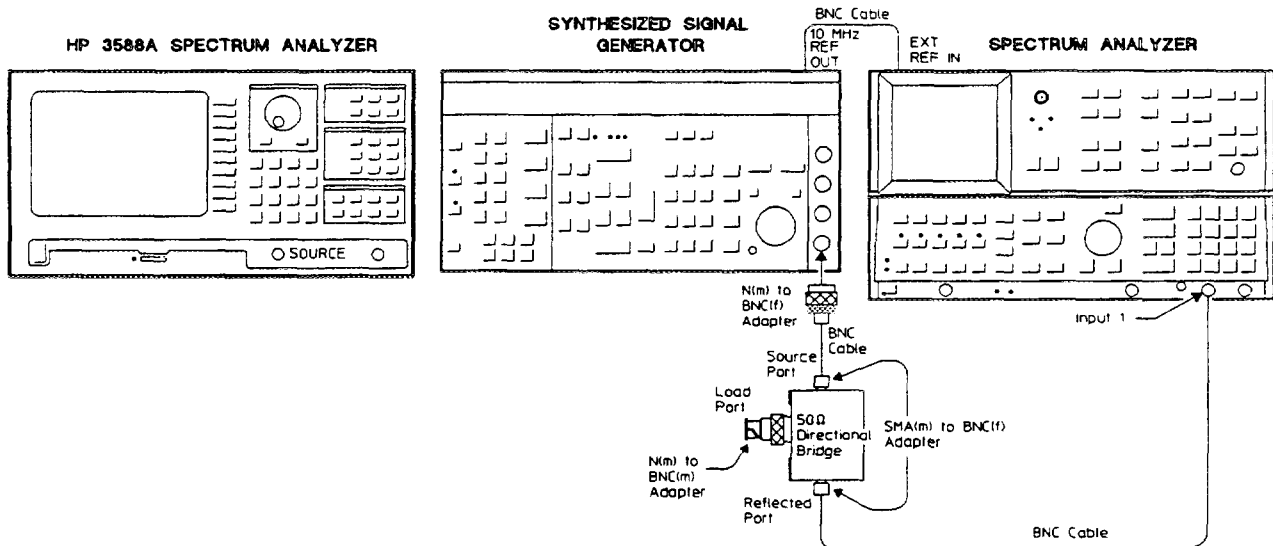 HP 3588A SPECTRUM ANALYZER
SYNTHESIZED SIGNAL
GENERATOR
BNC Cable
10 MHz
REF
OUT
EXT
REF IN
SPECTRUM ANALYZER
SOURCE
N(m) to
BNC(f)
Adapter
BNC
Cable
Input 1
Source
Port
Load
Port
50Ω
Directional
Bridge
SMA(m) to BNC(f)
Adapter
N(m) to
BNC(m)
Adapter
Reflected
Port
BNC Cable